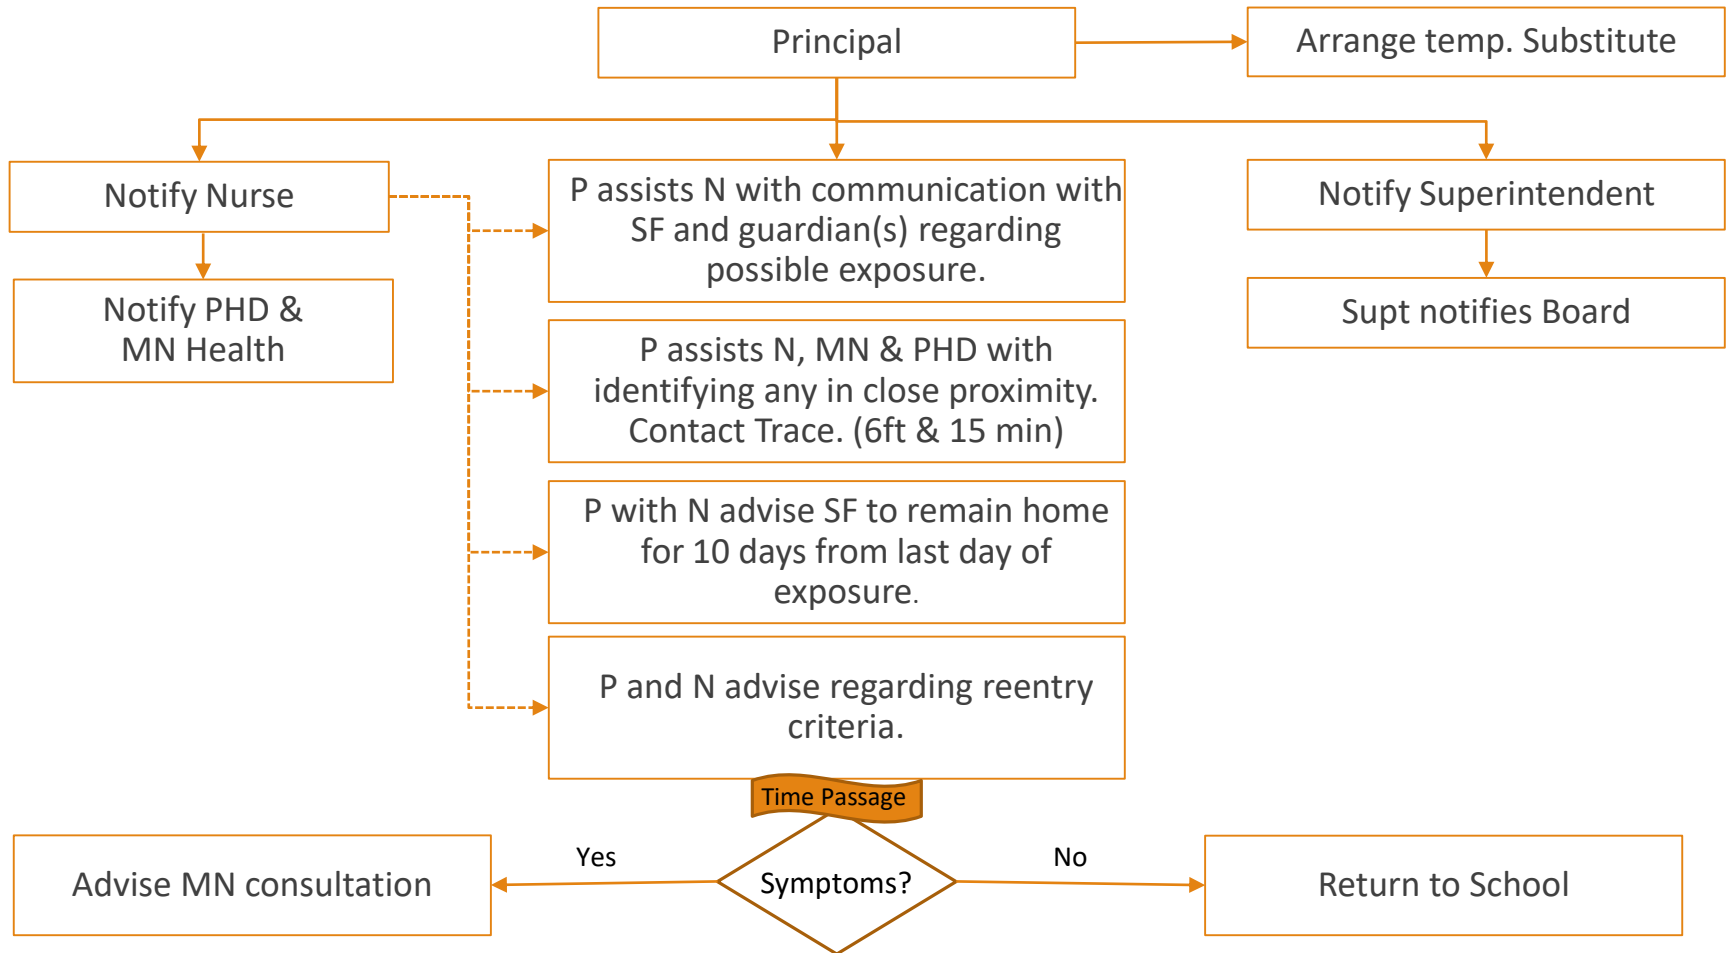 Principal
Arrange temp. Substitute
Notify Nurse
P assists N with communication with
SF and guardian(s) regarding
possible exposure.
Notify Superintendent
Notify PHD &
MN Health
Supt notifies Board
P assists N, MN & PHD with
identifying any in close proximity.
Contact Trace. (6ft & 15 min)
P with N advise SF to remain home
for 10 days from last day of
exposure.
P and N advise regarding reentry
criteria.
Time Passage
Yes
No
Advise MN consultation
Symptoms?
Return to School